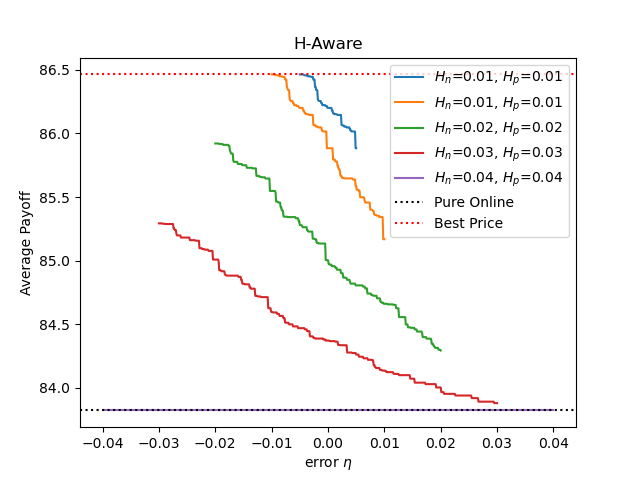 H-Aware
86.5
86.0
85.5
85.0
84.5
84.0
Average Payoff
H_n=0.01, H_p=0.01
H_n=0.01, H_p=0.01
H_n=0.02, H_p=0.02
H_n=0.03, H_p=0.03
H_n=0.04, H_p=0.04
Pure Online
Best Price
−0.04 −0.03 −0.02 −0.01 0.00 0.01 0.02 0.03 0.04
error η